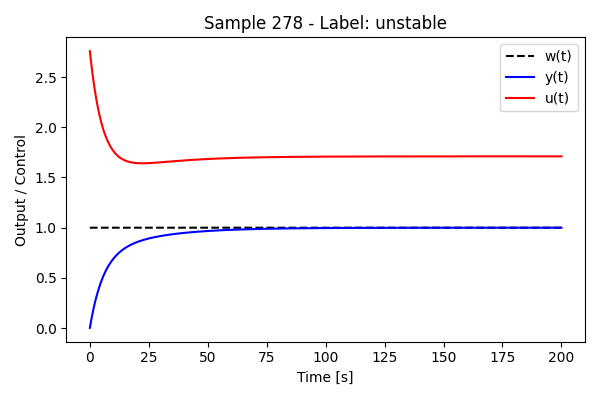 Sample 278 - Label: unstable
w(t)
y(t)
u(t)
Output / Control
2.5
2.0
1.5
1.0
0.5
0.0
0 25 50 75 100 125 150 175 200
Time [s]